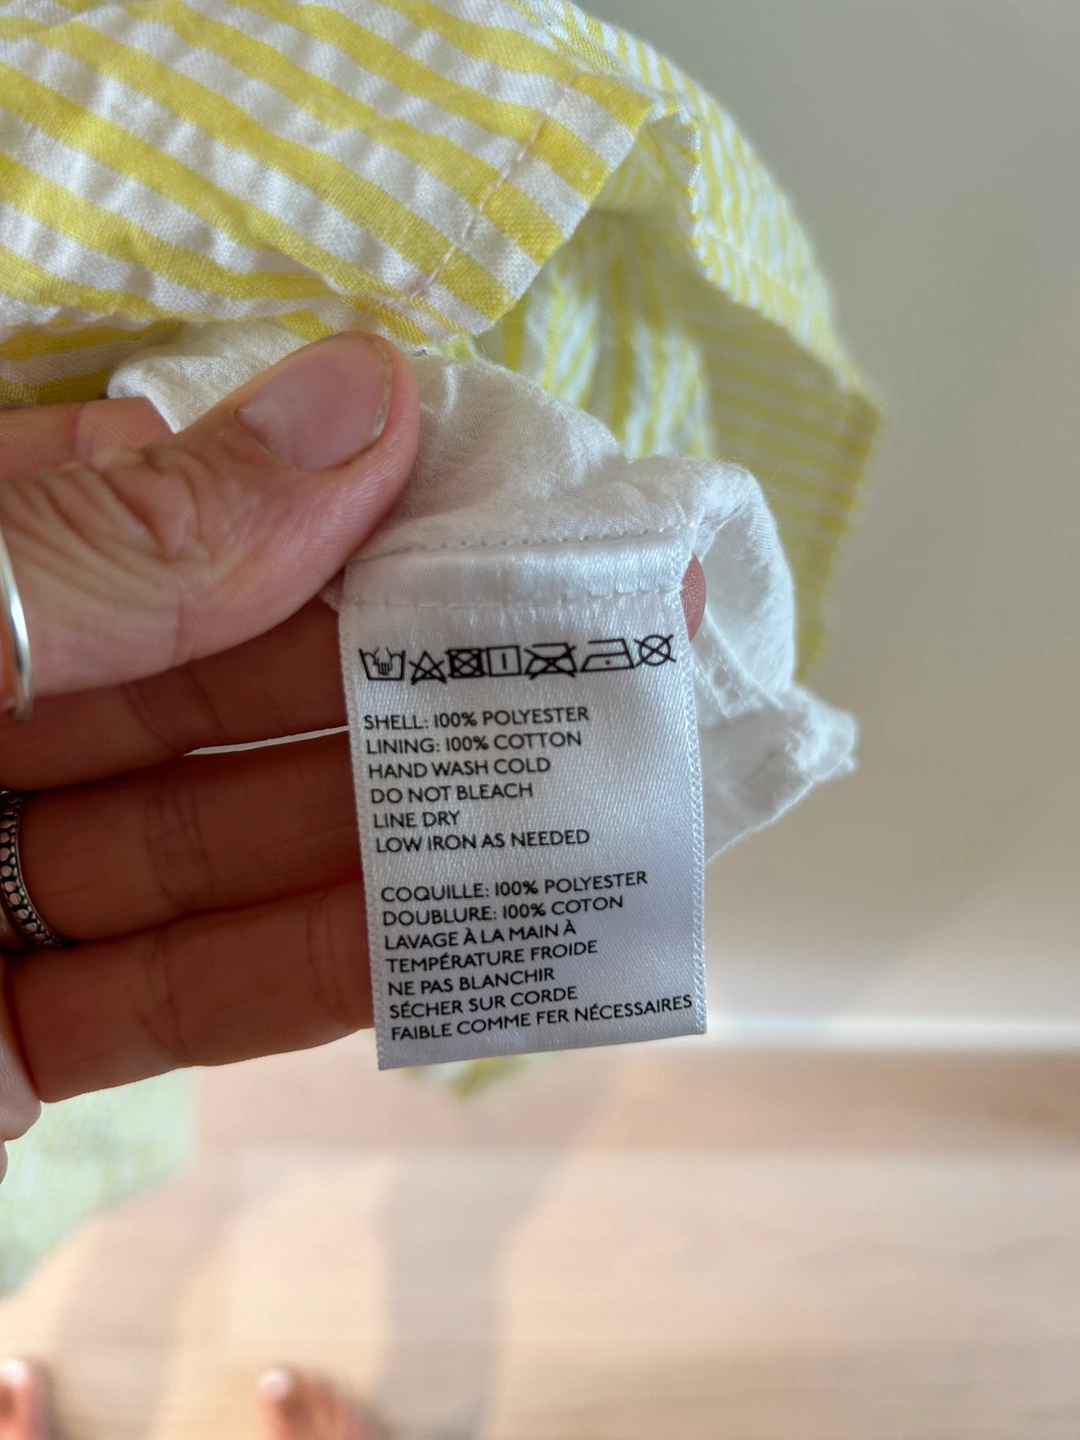 SHELL: 100% POLYESTER
LINING: 100% COTTON
HAND WASH COLD
DO NOT BLEACH
LINE DRY
LOW IRON AS NEEDED
COQUILLE: 100% POLYESTER
DOUBLURE: 100% COTON
LAVAGE À LA MAIN À
TEMPÉRATURE FROIDE
NE PAS BLANCHIR
SÉCHER SUR CORDE
FAIBLE COMME FER NÉCESSAIRES